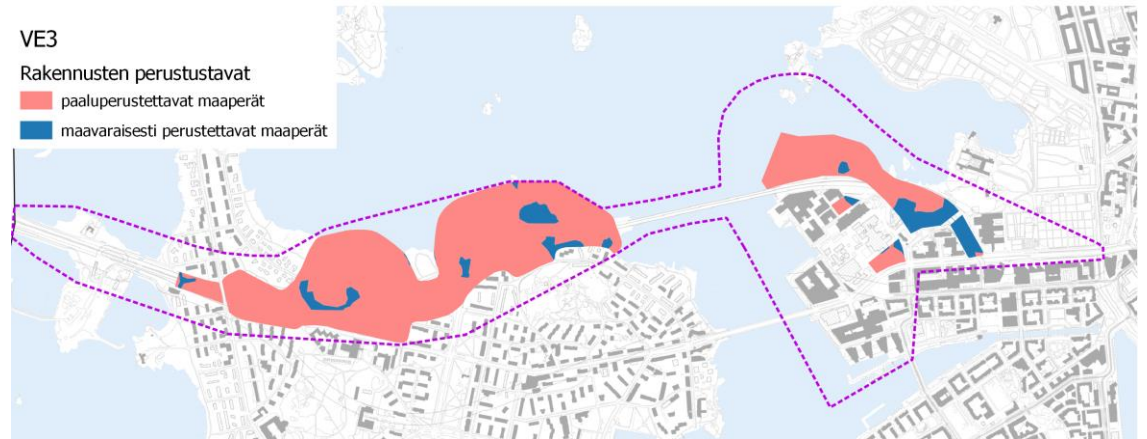 VE3
Rakennusten perustustavat
paaluperustettavat maaperät
maavaraisesti perustettavat maaperät